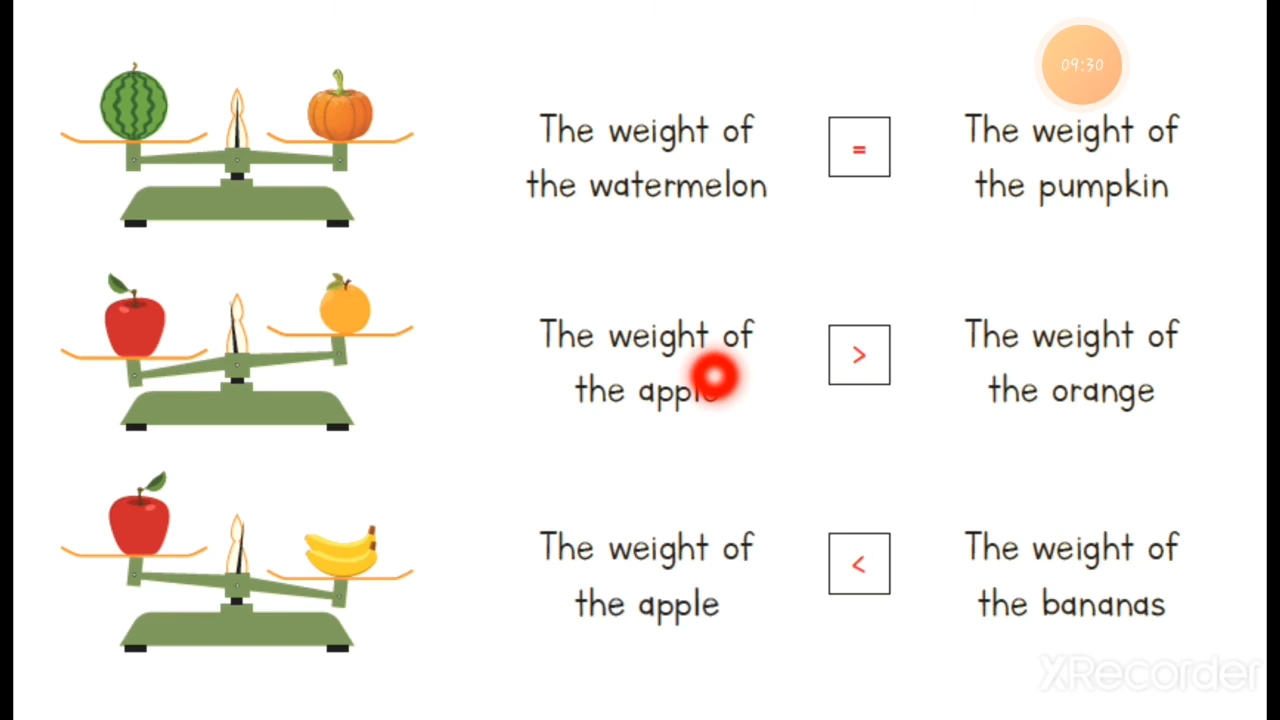 09:30
The weight of
the watermelon
=
The weight of
the pumpkin
The weight of
the apple
>
The weight of
the orange
The weight of
the apple
<
The weight of
the bananas
XRecorder